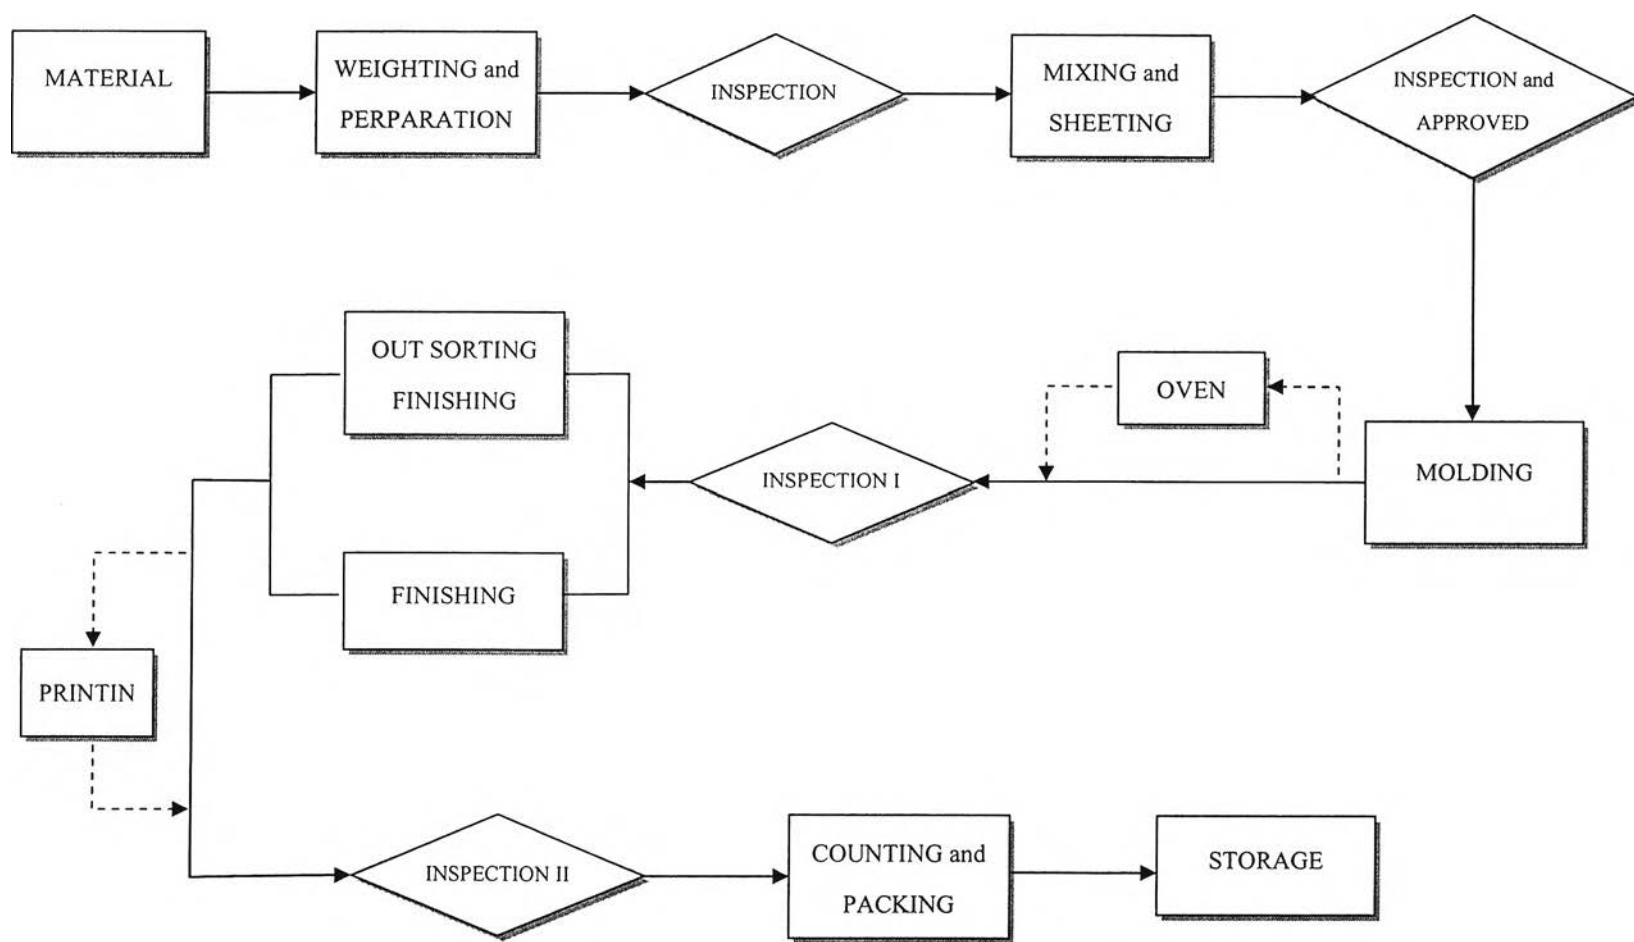 MATERIAL
WEIGHTING and
PERPARATION
INSPECTION
MIXING and
SHEETING
INSPECTION and
APPROVED
MOLDING
OVEN
INSPECTION I
OUT SORTING
FINISHING
FINISHING
PRINTIN
INSPECTION II
COUNTING and
PACKING
STORAGE